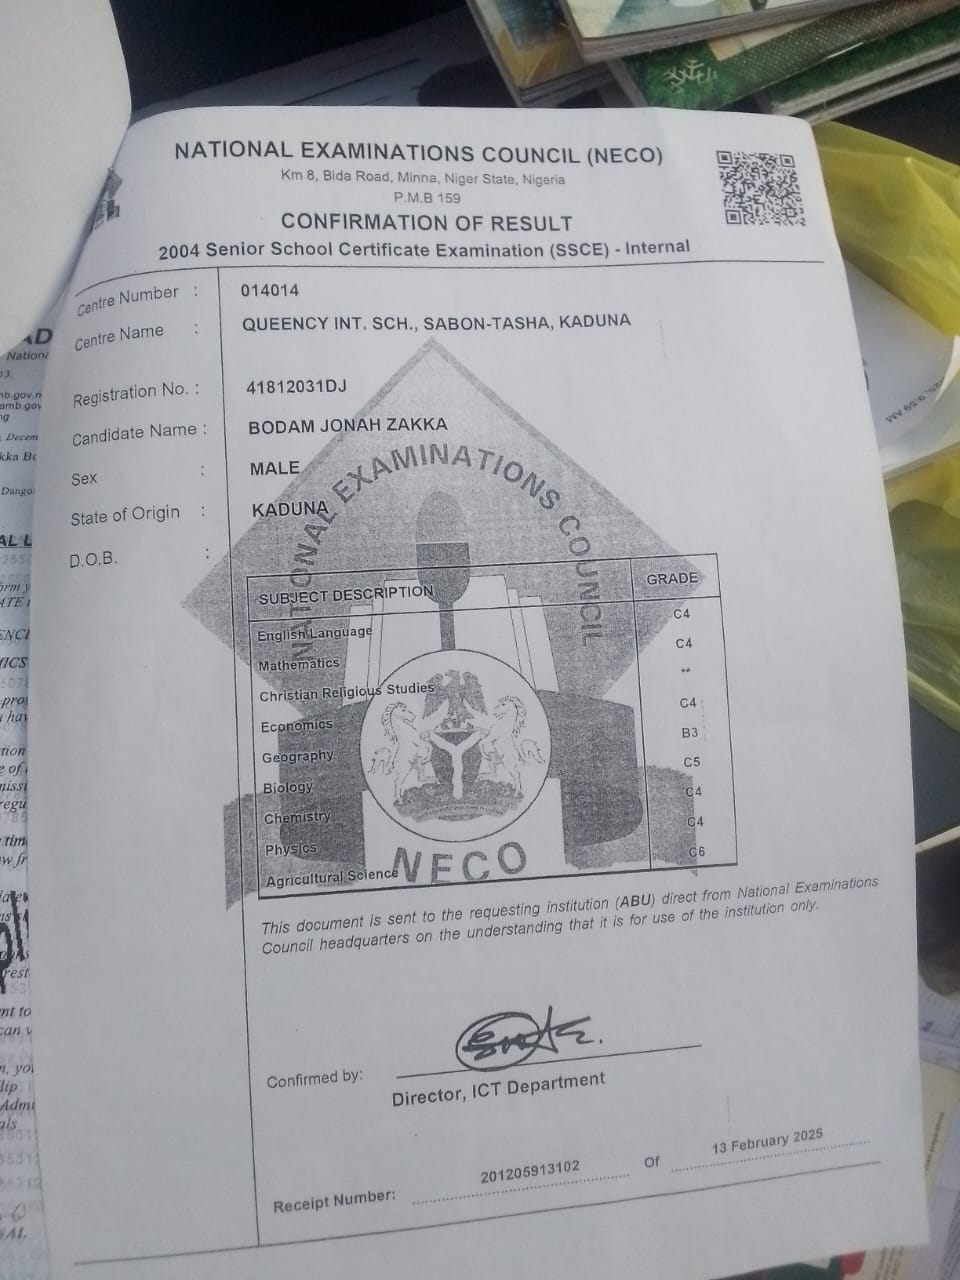 NATIONAL EXAMINATIONS COUNCIL (NECO)
Km 8, Bida Road, Minna, Niger State, Nigeria
P.M.B 159
CONFIRMATION OF RESULT
2004 Senior School Certificate Examination (SSCE) - Internal
Centre Number : 014014
Centre Name : QUEENCY INT. SCH., SABON-TASHA, KADUNA
Registration No. : 41812031DJ
Candidate Name : BODAM JONAH ZAKKA
Sex : MALE
State of Origin : KADUNA
D.O.B. :
NATIONAL EXAMINATIONS COUNCIL
SUBJECT DESCRIPTION GRADE
English Language C4
Mathematics C4
Christian Religious Studies **
Economics C4
Geography B3
Biology C5
Chemistry C4
Physics C4
Agricultural Science C6
NECO
This document is sent to the requesting institution (ABU) direct from National Examinations
Council headquarters on the understanding that it is for use of the institution only.
Confirmed by:
Director, ICT Department
Receipt Number: 201205913102 Of 13 February 2025